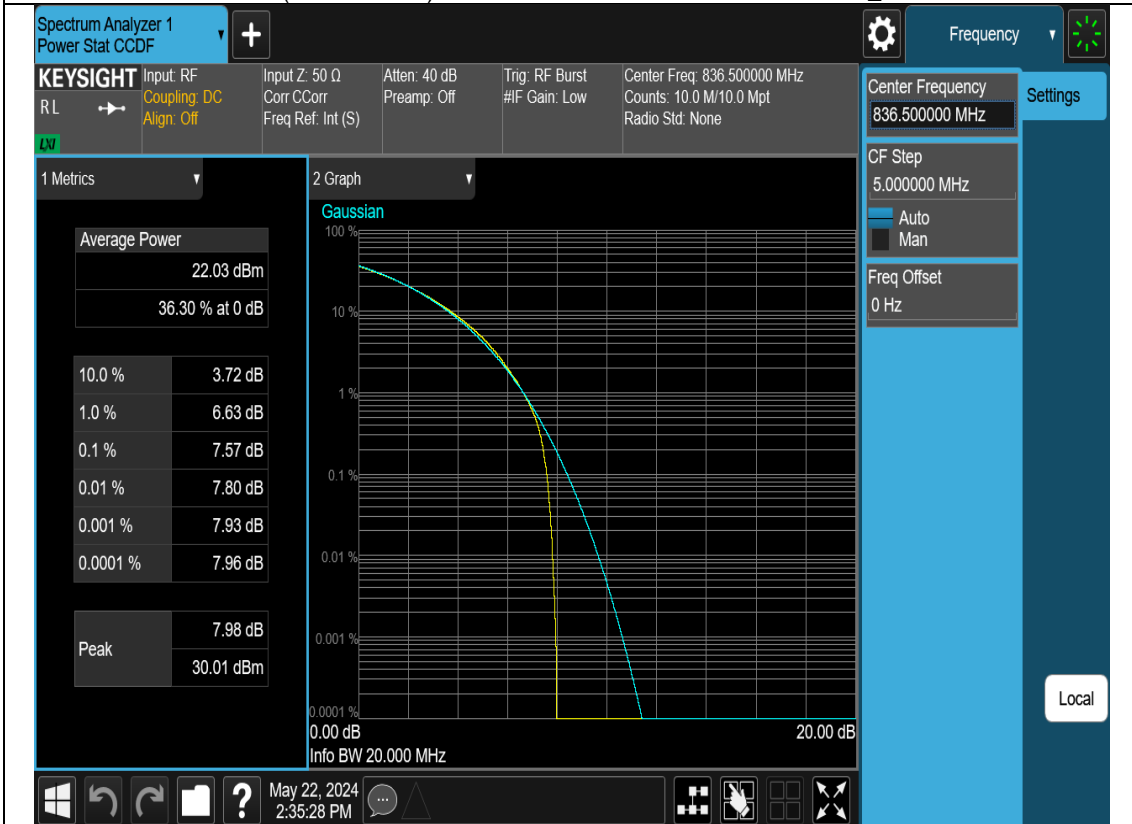 Spectrum Analyzer 1
Power Stat CCDF
+
Frequency
KEYSIGHT
R L
LXI
Input: RF
Coupling: DC
Align: Off
Input Z: 50 Ω
Corr CCorr
Freq Ref: Int (S)
Atten: 40 dB
Preamp: Off
Trig: RF Burst
#IF Gain: Low
Center Freq: 836.500000 MHz
Counts: 10.0 M/10.0 Mpt
Radio Std: None
Center Frequency
836.500000 MHz
Settings
CF Step
5.000000 MHz
Auto
Man
Freq Offset
0 Hz
1 Metrics
Average Power
22.03 dBm
36.30 % at 0 dB
10.0 % 3.72 dB
1.0 % 6.63 dB
0.1 % 7.57 dB
0.01 % 7.80 dB
0.001 % 7.93 dB
0.0001 % 7.96 dB
Peak
7.98 dB
30.01 dBm
2 Graph
Gaussian
100 %
10 %
1 %
0.1 %
0.01 %
0.001 %
0.0001 %
0.00 dB 20.00 dB
Info BW 20.000 MHz
Local
?
May 22, 2024
2:35:28 PM